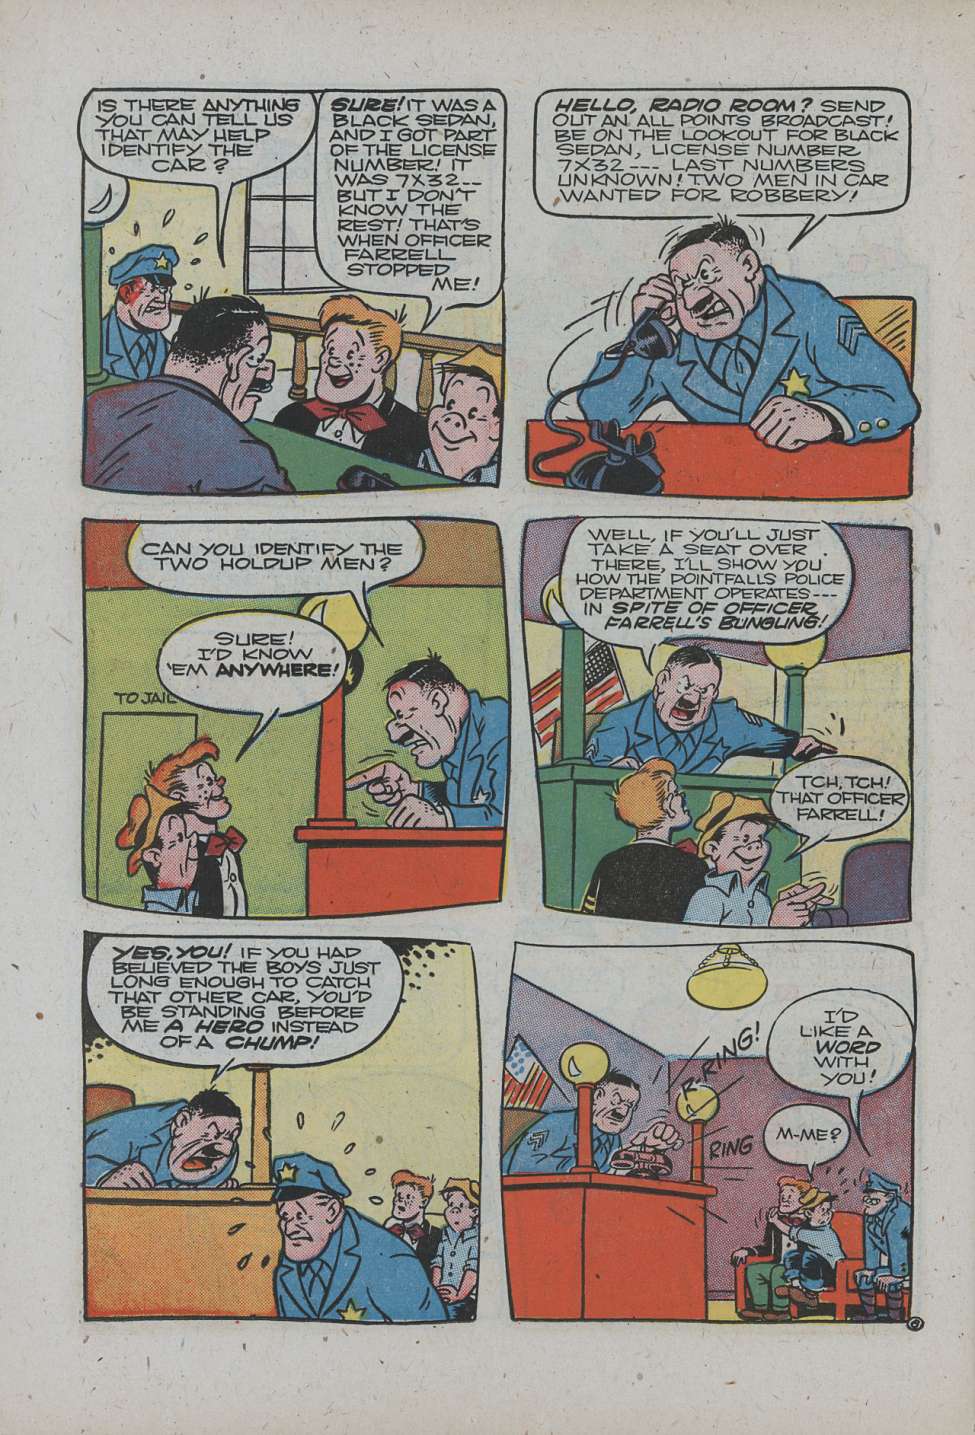 IS THERE ANYTHING
YOU CAN TELL US
THAT MAY HELP
IDENTIFY THE
CAR?
SURE! IT WAS A
BLACK SEDAN,
AND I GOT PART
OF THE LICENSE
NUMBER! IT
WAS 7X32--
BUT I DON'T
KNOW THE
REST! THAT'S
WHEN OFFICER
FARRELL
STOPPED
ME!
HELLO, RADIO ROOM? SEND
OUT AN ALL POINTS BROADCAST!
BE ON THE LOOKOUT FOR BLACK
SEDAN, LICENSE NUMBER
7X32 --- LAST NUMBERS
UNKNOWN! TWO MEN IN CAR
WANTED FOR ROBBERY!
CAN YOU IDENTIFY THE
TWO HOLDUP MEN?
SURE!
I'D KNOW
'EM ANYWHERE!
TO JAIL
WELL, IF YOU'LL JUST
TAKE A SEAT OVER
THERE, I'LL SHOW YOU
HOW THE POINTFALLS POLICE
DEPARTMENT OPERATES---
IN SPITE OF OFFICER
FARRELL'S BUNGLING!
TCH, TCH!
THAT OFFICER
FARRELL!
YES, YOU! IF YOU HAD
BELIEVED THE BOYS JUST
LONG ENOUGH TO CATCH
THAT OTHER CAR, YOU'D
BE STANDING BEFORE
ME A HERO INSTEAD
OF A CHUMP!
R-RING!
RING
I'D
LIKE A
WORD
WITH
YOU!
M-ME?